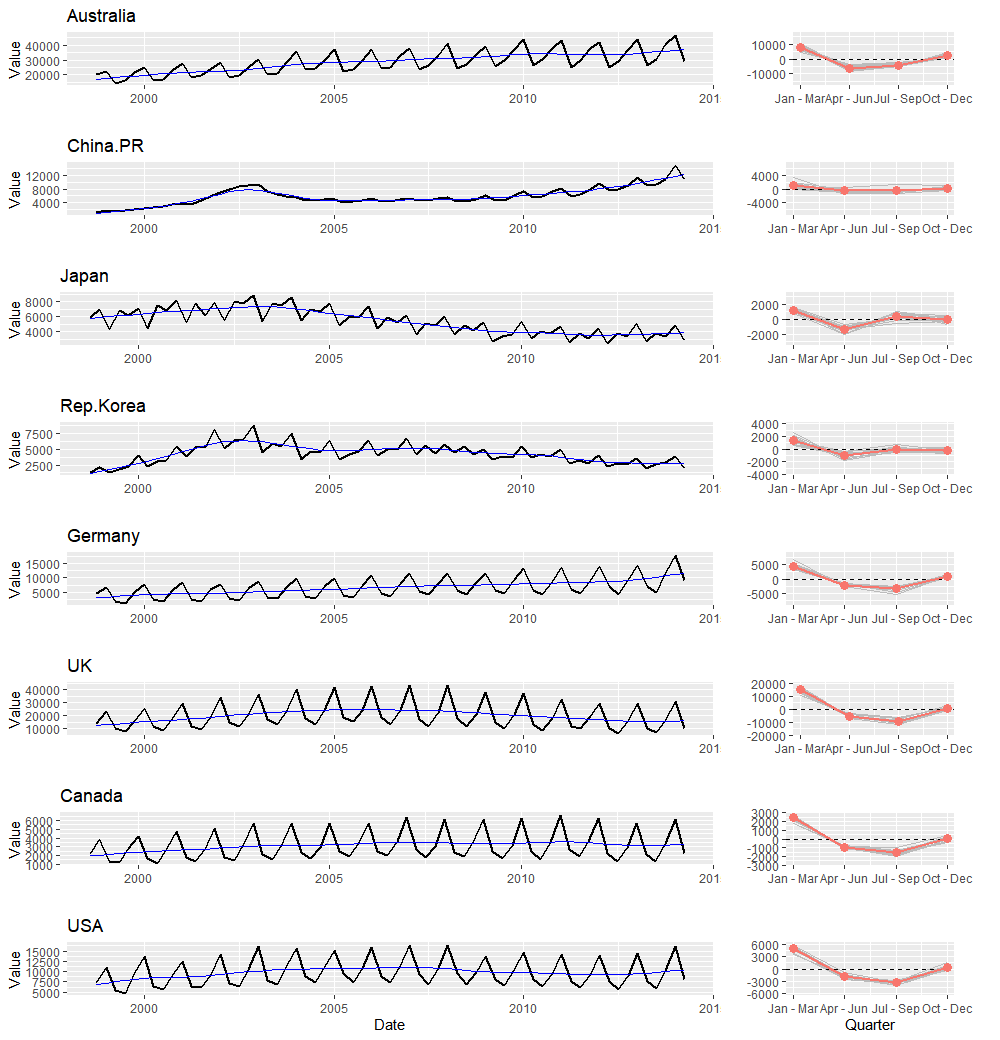 Australia
Value
40000
30000
20000
2000 2005 2010 201
10000
0
-10000
Jan - Mar Apr - Jun Jul - Sep Oct - Dec
China.PR
Value
12000
8000
4000
2000 2005 2010 201
4000
0
-4000
Jan - Mar Apr - Jun Jul - Sep Oct - Dec
Japan
Value
8000
6000
4000
2000 2005 2010 201
2000
0
-2000
Jan - Mar Apr - Jun Jul - Sep Oct - Dec
Rep.Korea
Value
7500
5000
2500
2000 2005 2010 201
4000
2000
0
-2000
-4000
Jan - Mar Apr - Jun Jul - Sep Oct - Dec
Germany
Value
15000
10000
5000
2000 2005 2010 201
5000
0
-5000
Jan - Mar Apr - Jun Jul - Sep Oct - Dec
UK
Value
40000
30000
20000
10000
2000 2005 2010 201
20000
10000
0
-10000
-20000
Jan - Mar Apr - Jun Jul - Sep Oct - Dec
Canada
Value
6000
5000
4000
3000
2000
1000
2000 2005 2010 201
3000
2000
1000
0
-1000
-2000
-3000
Jan - Mar Apr - Jun Jul - Sep Oct - Dec
USA
Value
15000
12500
10000
7500
5000
2000 2005 2010 201
Date
6000
3000
0
-3000
-6000
Jan - Mar Apr - Jun Jul - Sep Oct - Dec
Quarter